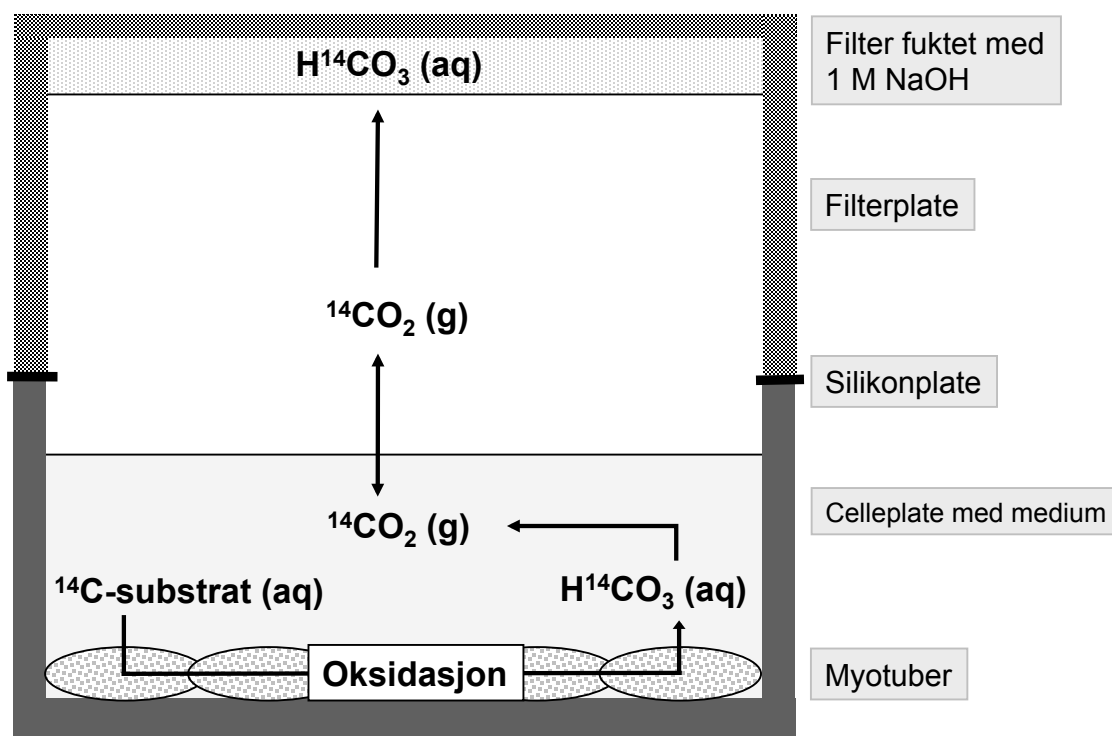 H¹⁴CO₃ (aq)
Filter fuktet med
1 M NaOH
Filterplate
¹⁴CO₂ (g)
Silikonplate
¹⁴CO₂ (g)
Celleplate med medium
¹⁴C-substrat (aq)
H¹⁴CO₃ (aq)
Oksidasjon
Myotuber